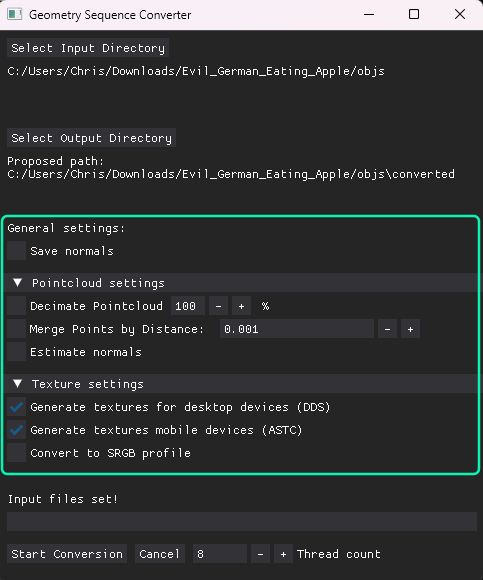 Geometry Sequence Converter
Select Input Directory
C:/Users/Chris/Downloads/Evil_German_Eating_Apple/objs
Select Output Directory
Proposed path:
C:/Users/Chris/Downloads/Evil_German_Eating_Apple/objs\converted
General settings:
Save normals
Pointcloud settings
Decimate Pointcloud 100 - + %
Merge Points by Distance: 0.001 - +
Estimate normals
Texture settings
Generate textures for desktop devices (DDS)
Generate textures mobile devices (ASTC)
Convert to SRGB profile
Input files set!
Start Conversion Cancel 8 - + Thread count